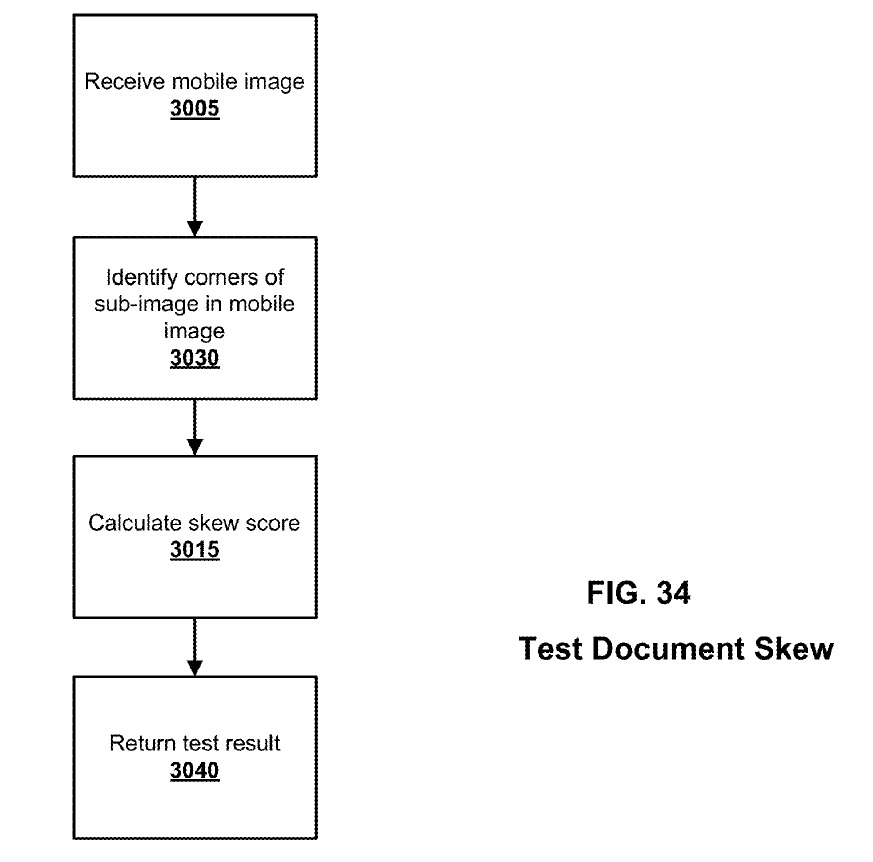 Receive mobile image
3005
Identify corners of
sub-image in mobile
image
3030
Calculate skew score
3015
Return test result
3040
FIG. 34
Test Document Skew